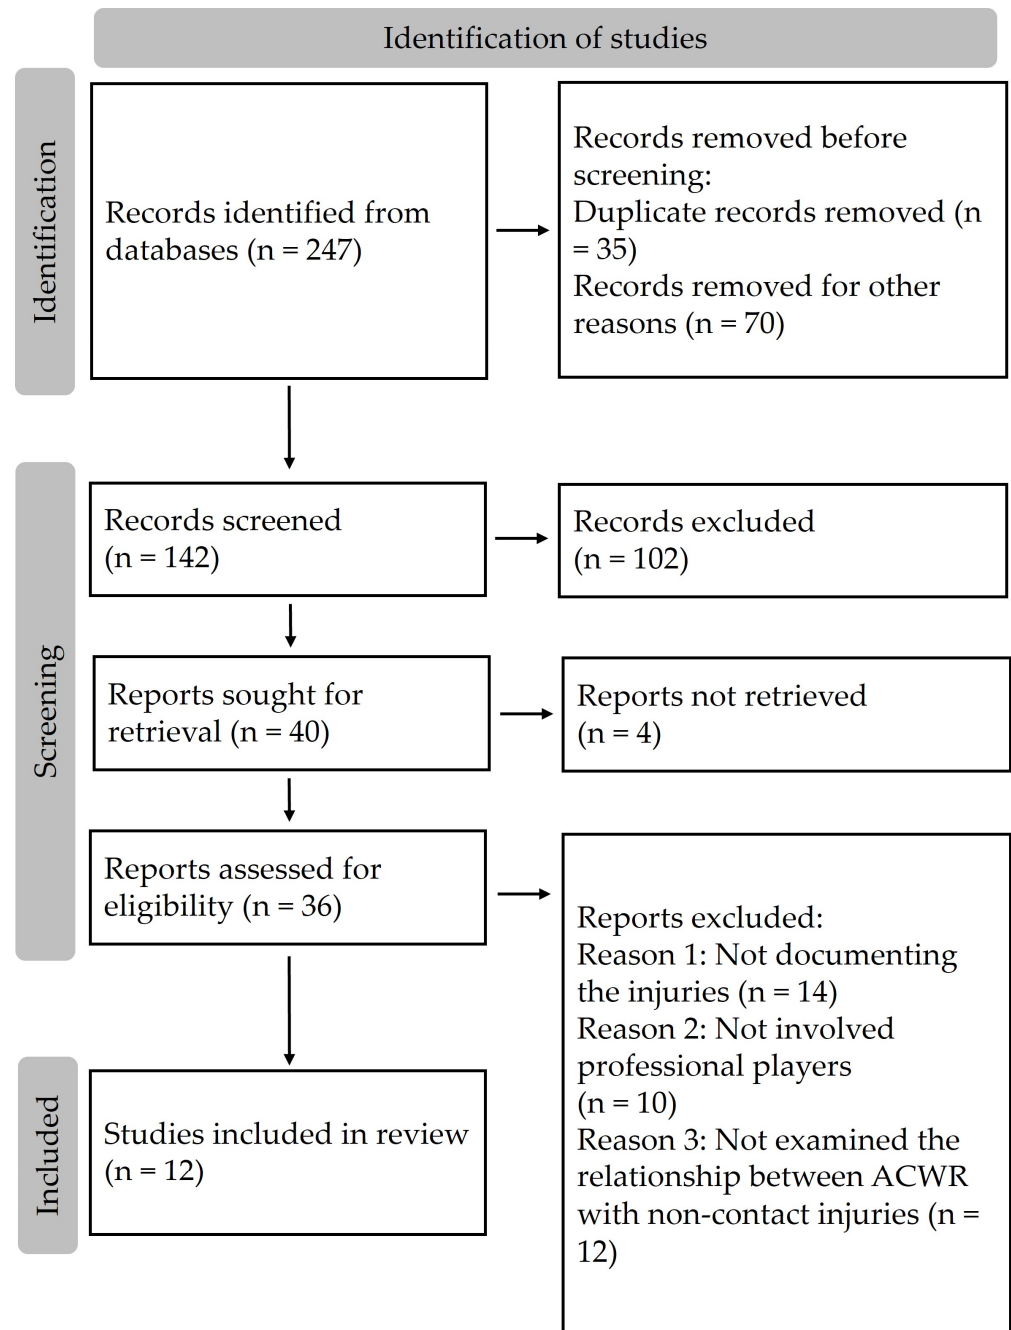 Identification of studies
Identification
Records identified from
databases (n = 247)
Records removed before
screening:
Duplicate records removed (n
= 35)
Records removed for other
reasons (n = 70)
Screening
Records screened
(n = 142)
Records excluded
(n = 102)
Reports sought for
retrieval (n = 40)
Reports not retrieved
(n = 4)
Reports assessed for
eligibility (n = 36)
Reports excluded:
Reason 1: Not documenting
the injuries (n = 14)
Reason 2: Not involved
professional players
(n = 10)
Reason 3: Not examined the
relationship between ACWR
with non-contact injuries (n =
12)
Included
Studies included in review
(n = 12)